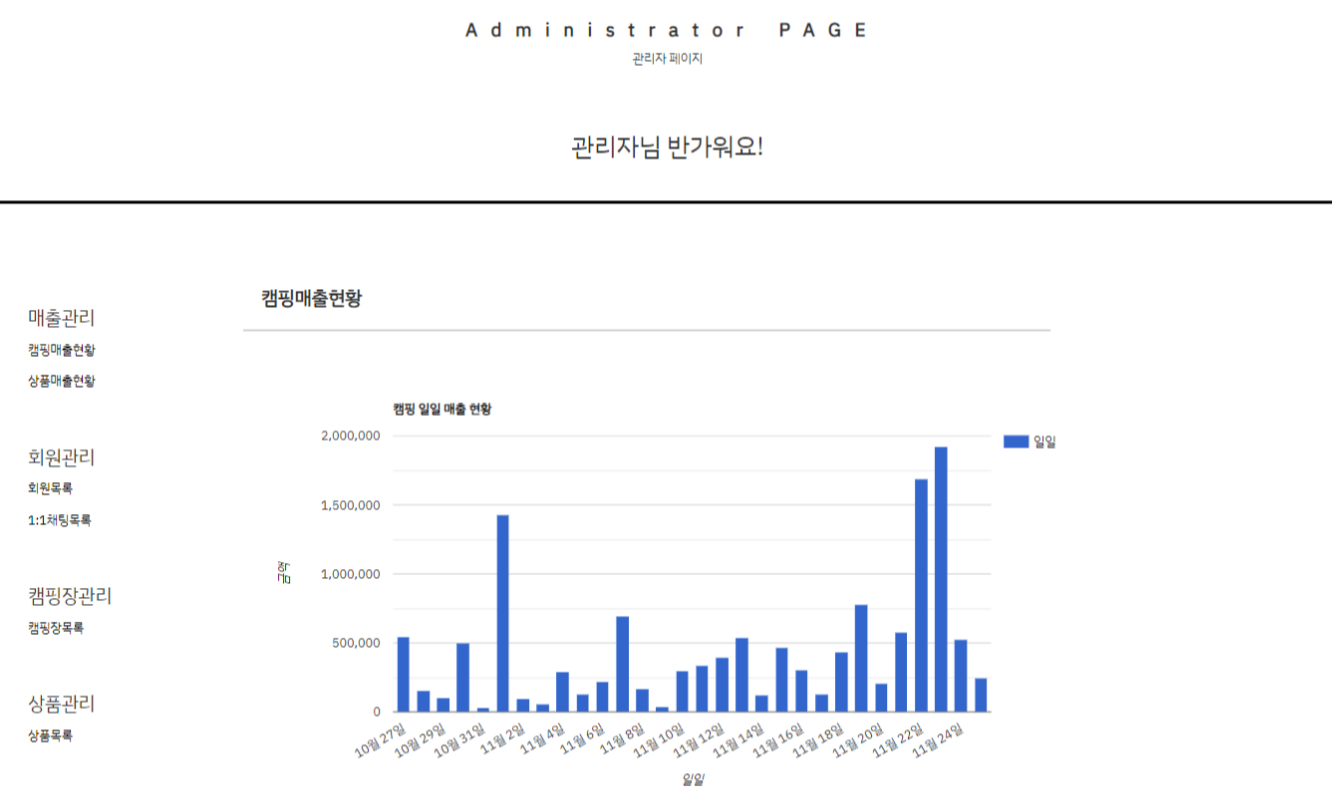 Administrator PAGE
관리자 페이지
관리자님 반가워요!
매출관리
캠핑매출현황
상품매출현황
회원관리
회원목록
1:1채팅목록
캠핑장관리
캠핑장목록
상품관리
상품목록
캠핑매출현황
캠핑 일일 매출 현황
일일
금액
2,000,000
1,500,000
1,000,000
500,000
0
10월 27일
10월 29일
10월 31일
11월 2일
11월 4일
11월 6일
11월 8일
11월 10일
11월 12일
11월 14일
11월 16일
11월 18일
11월 20일
11월 22일
11월 24일
일일